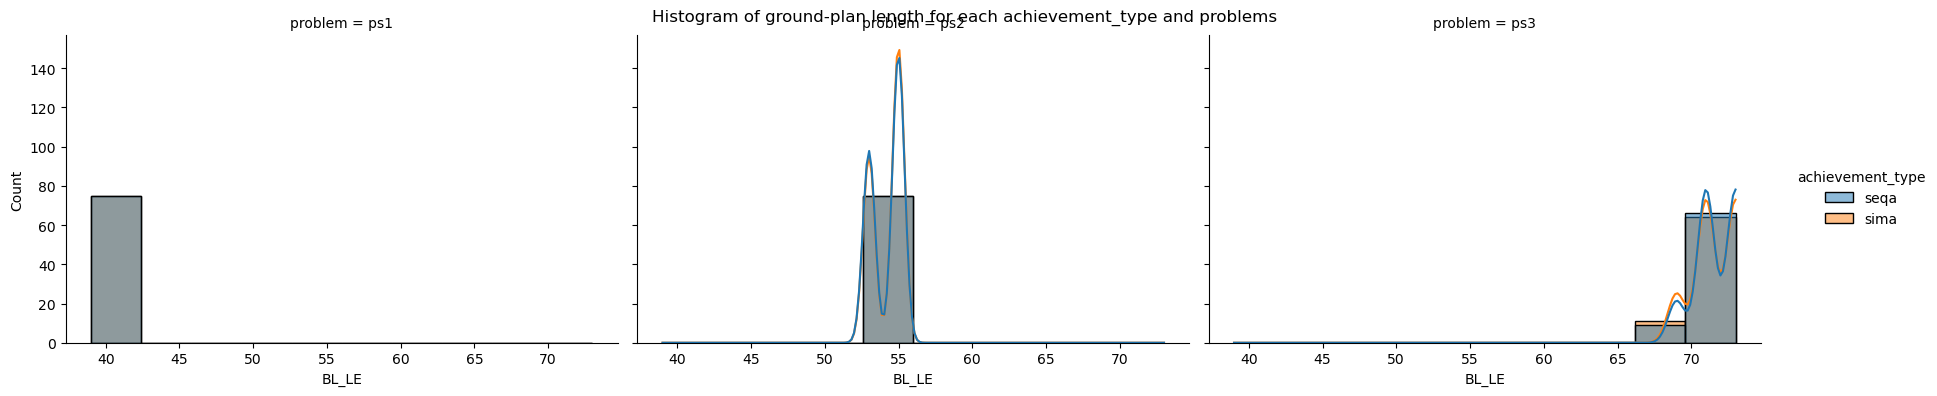 Histogram of ground-plan length for each achievement_type and problems
problem = ps1
problem = ps2
problem = ps3
Count
140
120
100
80
60
40
20
0
40 45 50 55 60 65 70
40 45 50 55 60 65 70
40 45 50 55 60 65 70
BL_LE
BL_LE
BL_LE
achievement_type
seqa
sima